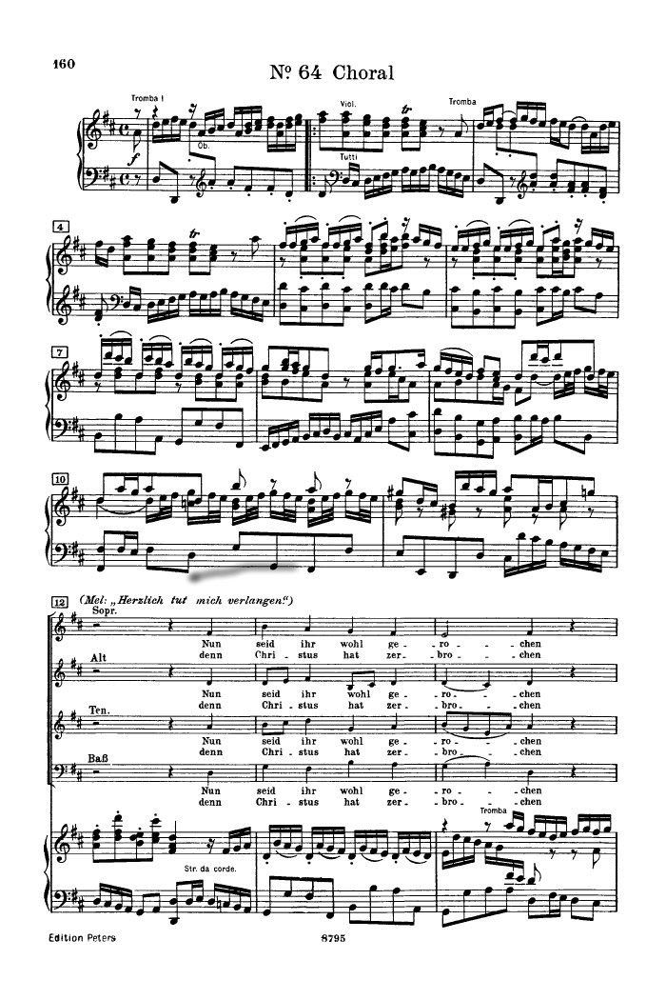 160
No. 64 Choral
Tromba I
Ob.
Viol.
tr
Tromba
f
Tutti
4
tr
7
10
12 (Mel: „Herzlich tut mich verlangen.“)
Sopr.
Nun seid ihr wohl ge-ro--chen
denn Chri-stus hat zer-bro--chen
Alt
Nun seid ihr wohl ge-ro--chen
denn Chri-stus hat zer-bro--chen
Ten.
Nun seid ihr wohl ge-ro--chen
denn Chri-stus hat zer-bro--chen
Baß
Nun seid ihr wohl ge-ro--chen
denn Chri-stus hat zer-bro--chen
Tromba
Str. da corde.
Edition Peters
8795